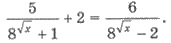 5/(8^√x + 1) + 2 = 6/(8^√x − 2).